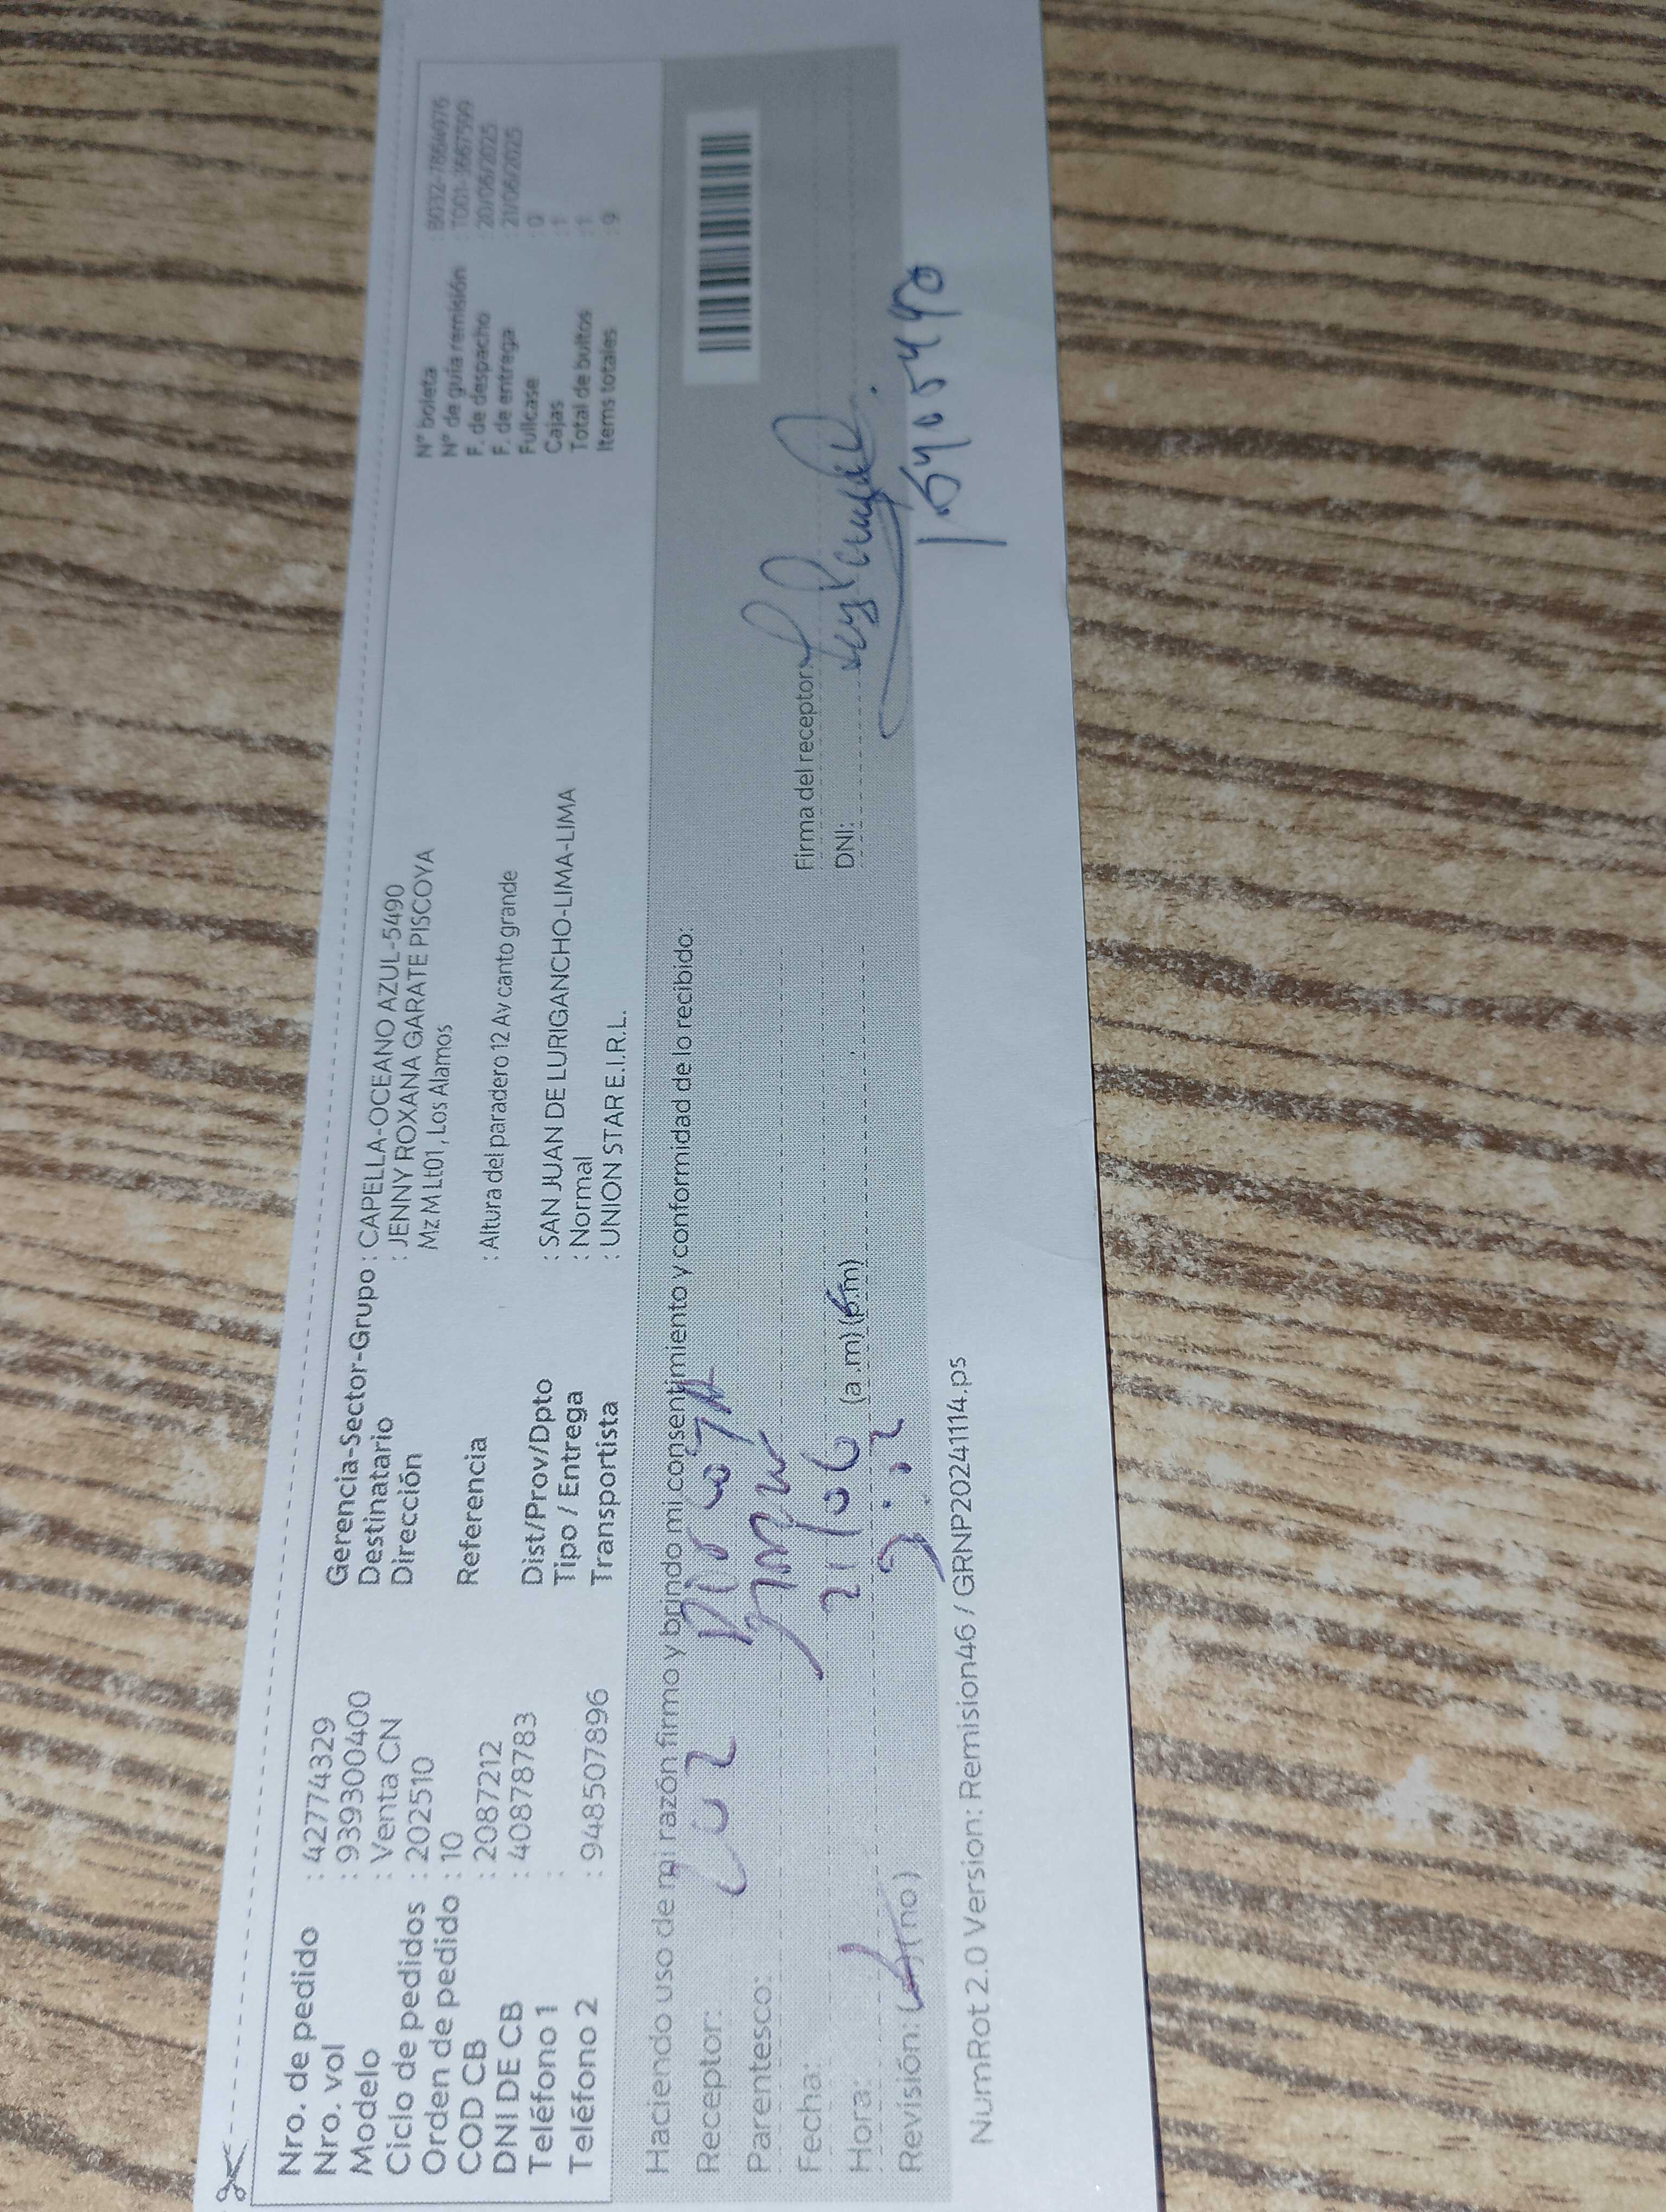 Nro. de pedido : 427774329
Nro. vol : 939300400
Modelo : Venta CN
Ciclo de pedidos : 202510
Orden de pedido : 10
COD CB : 2087212
DNI DE CB : 40878783
Teléfono 1 :
Teléfono 2 : 948507896
Gerencia-Sector-Grupo : CAPELLA-OCEANO AZUL-5490
Destinatario : JENNY ROXANA GARATE PISCOYA
Dirección Mz M Lt01, Los Alamos
Referencia : Altura del paradero 12 Av canto grande
Dist/Prov/Dpto : SAN JUAN DE LURIGANCHO-LIMA-LIMA
Tipo / Entrega : Normal
Transportista : UNION STAR E.I.R.L.
N° boleta
N° de guía remisión : T001-3667599
F. de despacho : 20/06/2025
F. de entrega : 21/06/2025
Fullcase : 0
Cajas : 1
Total de bultos : 1
Items totales : 9
Haciendo uso de mi razón firmo y brindo mi consentimiento y conformidad de lo recibido:
Receptor: Luz
Parentesco:
Fecha: 21/06
Hora: (a.m) (p.m)
Revisión: (no)
Firma del receptor:
DNI:
NumRot 2.0 Version: Remision46 / GRNP20241114.ps